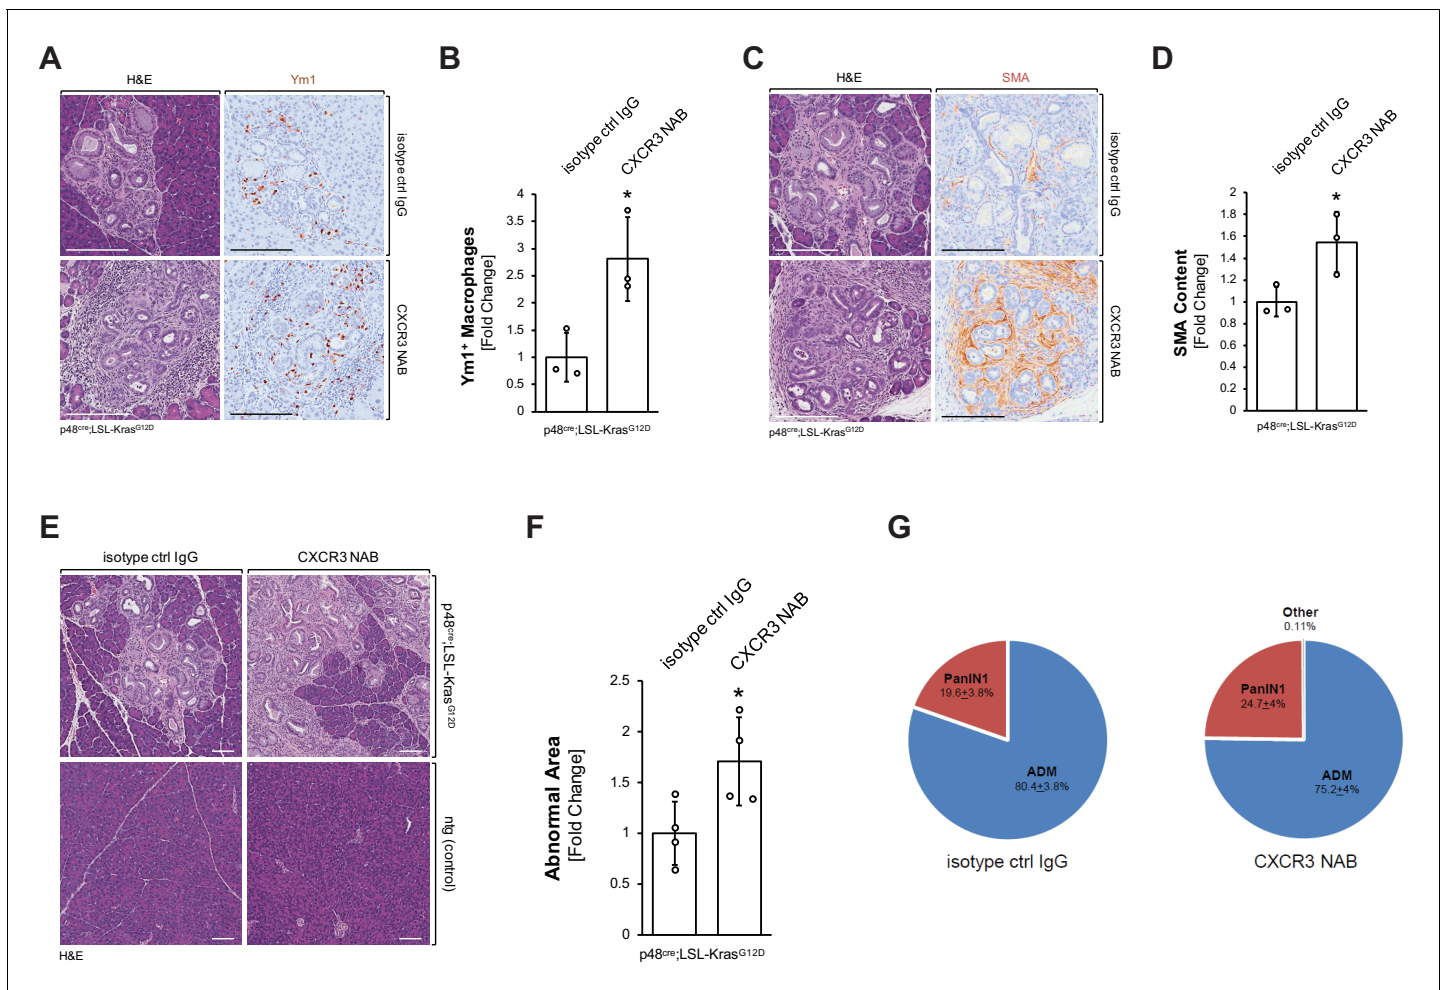 A
H&E
Ym1
isotype ctrl IgG
CXCR3 NAB
p48cre;LSL-KrasG12D
B
isotype ctrl IgG
CXCR3 NAB
Ym1+ Macrophages
[Fold Change]
4
3.5
3
2.5
2
1.5
1
0.5
0
*
p48cre;LSL-KrasG12D
C
H&E
SMA
isotype ctrl IgG
CXCR3 NAB
p48cre;LSL-KrasG12D
D
isotype ctrl IgG
CXCR3 NAB
SMA Content
[Fold Change]
2
1.8
1.6
1.4
1.2
1
0.8
0.6
0.4
0.2
0
*
p48cre;LSL-KrasG12D
E
isotype ctrl IgG
CXCR3 NAB
p48cre;LSL-KrasG12D
ntg (control)
H&E
F
isotype ctrl IgG
CXCR3 NAB
Abnormal Area
[Fold Change]
2.5
2
1.5
1
0.5
0
*
p48cre;LSL-KrasG12D
G
PanIN1
19.6±3.8%
ADM
80.4±3.8%
isotype ctrl IgG
Other
0.11%
PanIN1
24.7±4%
ADM
75.2±4%
CXCR3 NAB